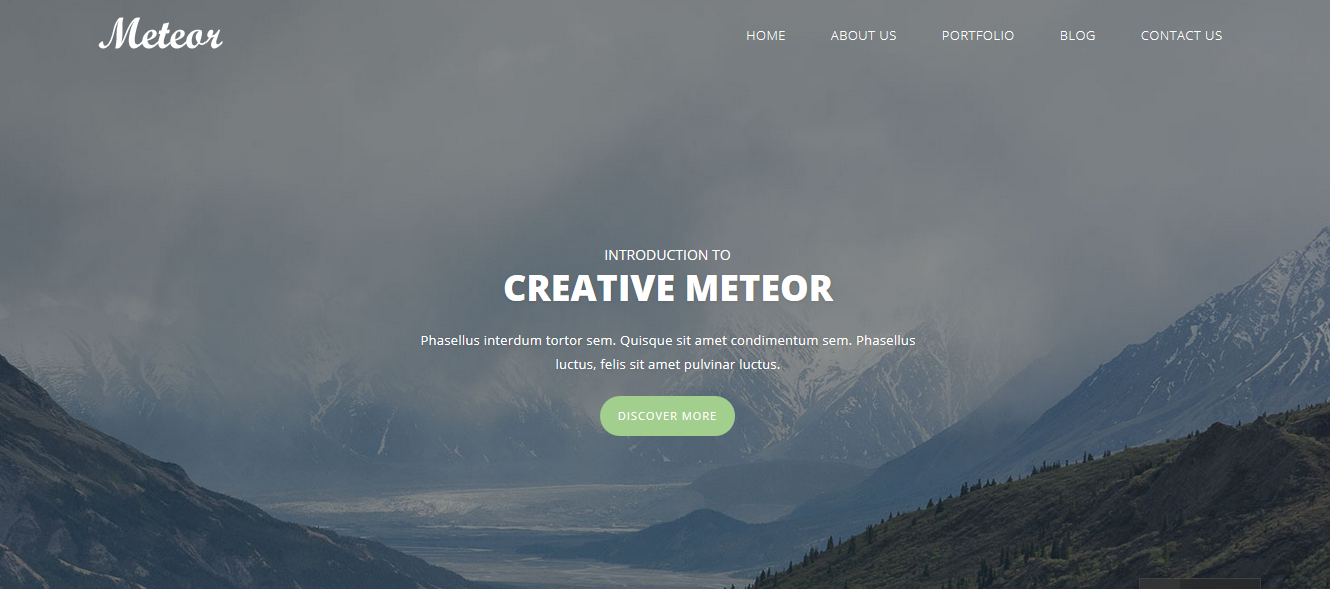 Meteor
HOME ABOUT US PORTFOLIO BLOG CONTACT US
INTRODUCTION TO
CREATIVE METEOR
Phasellus interdum tortor sem. Quisque sit amet condimentum sem. Phasellus
luctus, felis sit amet pulvinar luctus.
DISCOVER MORE